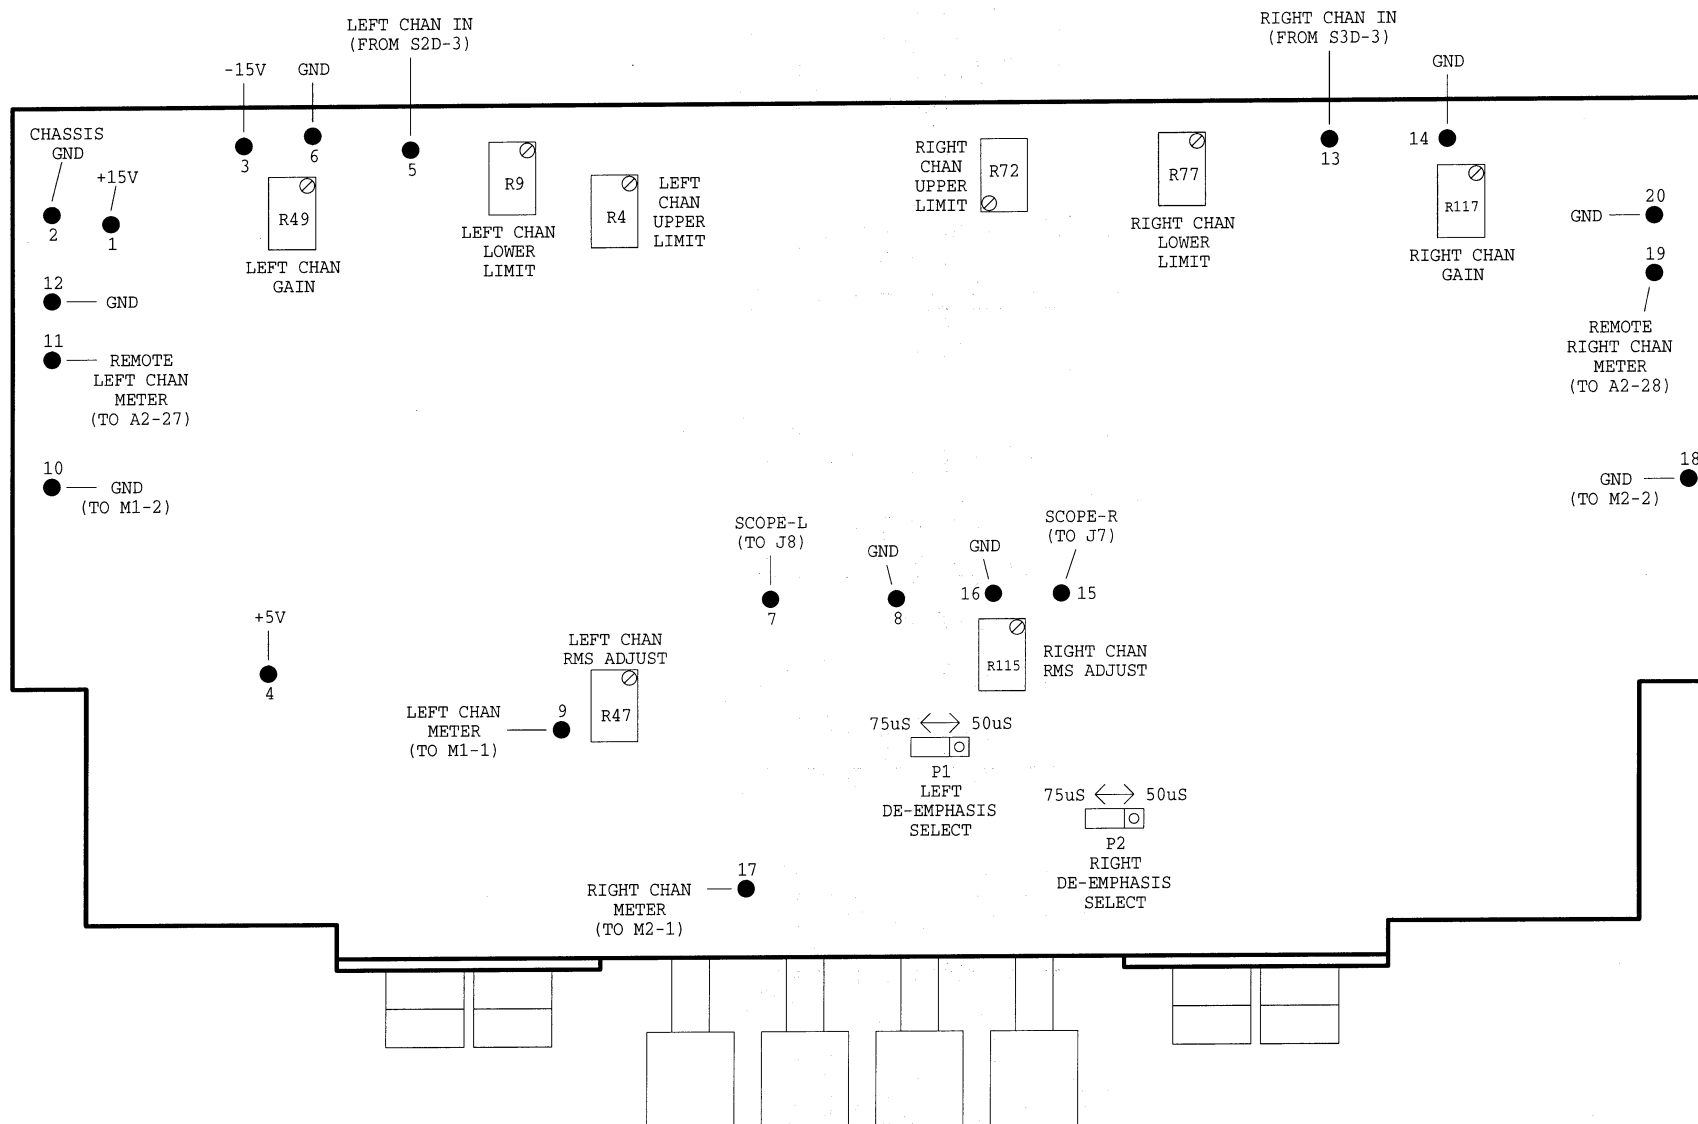 LEFT CHAN IN
(FROM S2D-3)
RIGHT CHAN IN
(FROM S3D-3)
-15V
GND
GND
CHASSIS
GND
+15V
3
6
5
13
14
2
1
R49
LEFT CHAN
GAIN
R9
LEFT CHAN
LOWER
LIMIT
R4
LEFT
CHAN
UPPER
LIMIT
RIGHT
CHAN
UPPER
LIMIT
R72
R77
RIGHT CHAN
LOWER
LIMIT
R117
RIGHT CHAN
GAIN
20
GND
19
REMOTE
RIGHT CHAN
METER
(TO A2-28)
12
GND
11
REMOTE
LEFT CHAN
METER
(TO A2-27)
10
GND
(TO M1-2)
18
GND
(TO M2-2)
SCOPE-L
(TO J8)
7
GND
8
GND
16
SCOPE-R
(TO J7)
15
+5V
4
LEFT CHAN
RMS ADJUST
R47
R115
RIGHT CHAN
RMS ADJUST
9
LEFT CHAN
METER
(TO M1-1)
75uS
50uS
P1
LEFT
DE-EMPHASIS
SELECT
75uS
50uS
P2
RIGHT
DE-EMPHASIS
SELECT
17
RIGHT CHAN
METER
(TO M2-1)